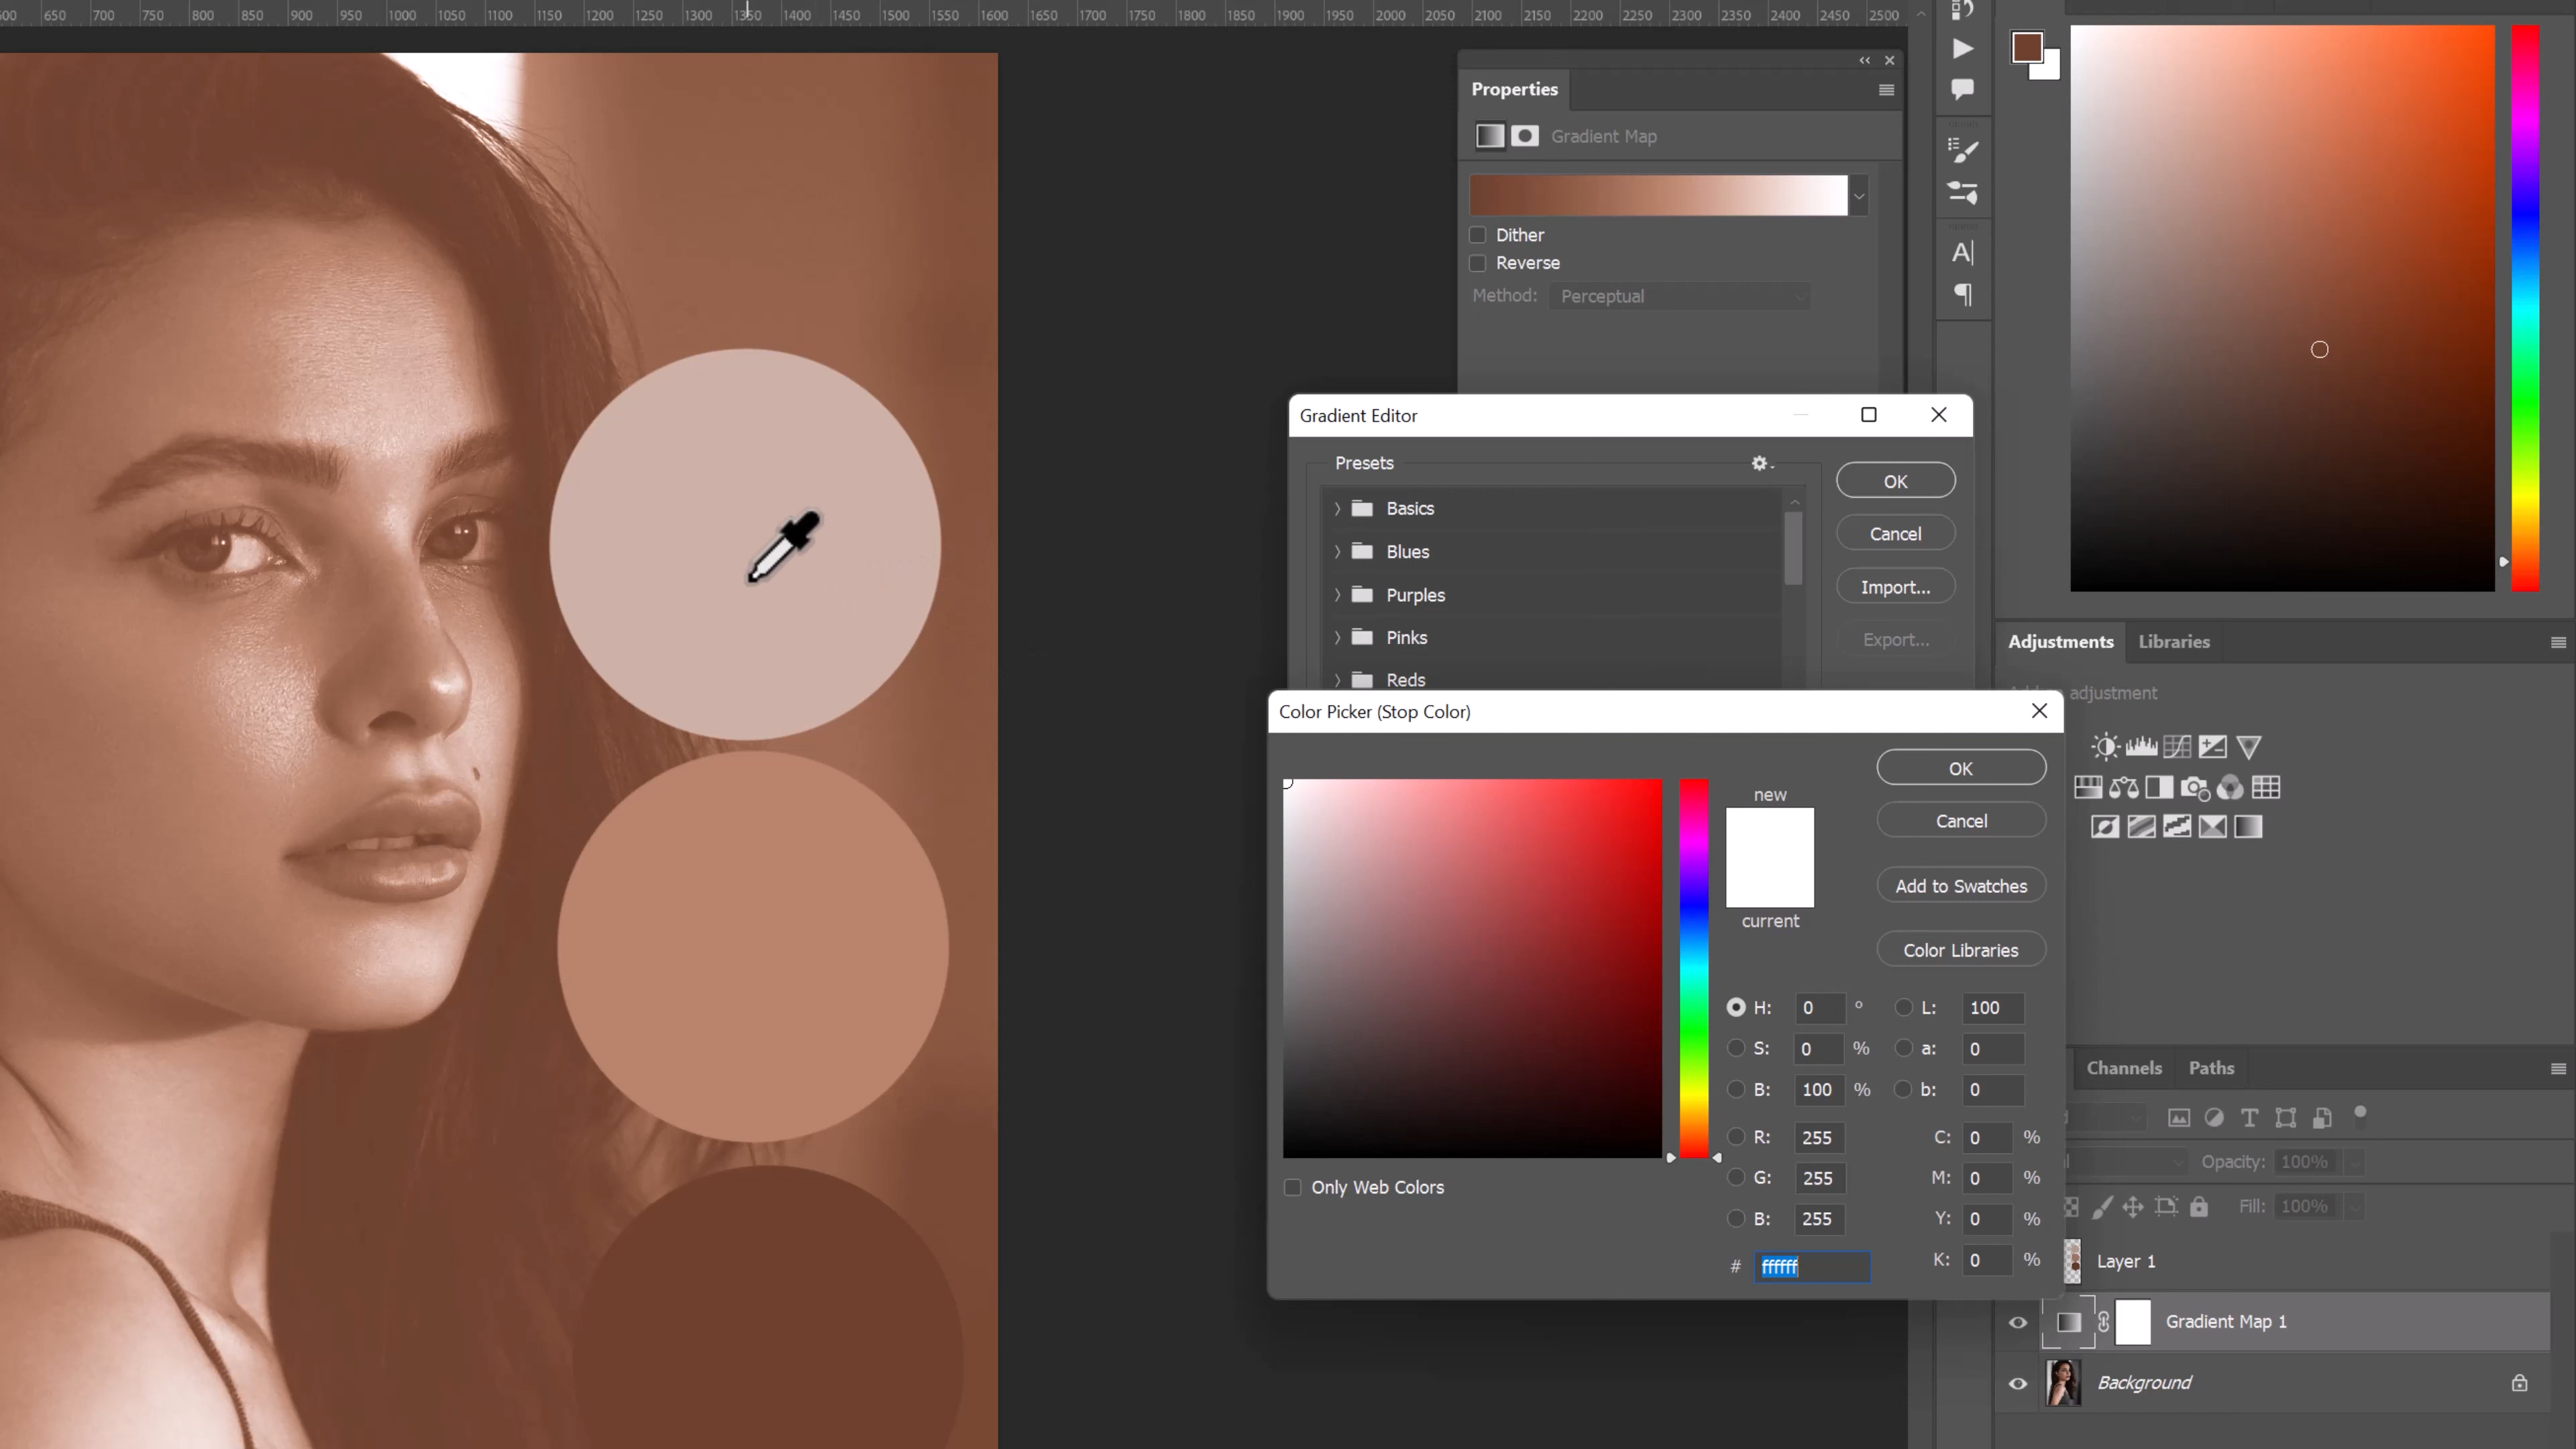 600 650 700 750 800 850 900 950 1000 1050 1100 1150 1200 1250 1300 1350 1400 1450 1500 1550 1600 1650 1700 1750 1800 1850 1900 1950 2000 2050 2100 2150 2200 2250 2300 2350 2400 2450 2500
Properties
Gradient Map
Dither
Reverse
Method: Perceptual
Gradient Editor
Presets
Basics
Blues
Purples
Pinks
Reds
OK
Cancel
Import...
Export...
Color Picker (Stop Color)
new
current
OK
Cancel
Add to Swatches
Color Libraries
H: 0 ° L: 100
S: 0 % a: 0
B: 100 % b: 0
R: 255 C: 0 %
G: 255 M: 0 %
B: 255 Y: 0 %
# ffffff K: 0 %
Only Web Colors
Adjustments Libraries
adjustment
Channels Paths
Opacity: 100%
Fill: 100%
Layer 1
Gradient Map 1
Background